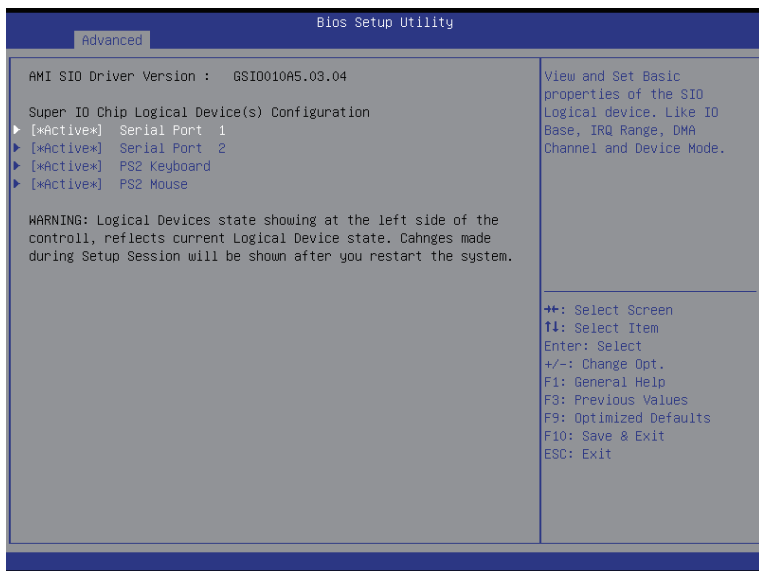 Bios Setup Utility
Advanced
AMI SIO Driver Version : GSIO010A5.03.04
Super IO Chip Logical Device(s) Configuration
[*Active*] Serial Port 1
[*Active*] Serial Port 2
[*Active*] PS2 Keyboard
[*Active*] PS2 Mouse
WARNING: Logical Devices state showing at the left side of the
controll, reflects current Logical Device state. Cahnges made
during Setup Session will be shown after you restart the system.
View and Set Basic
properties of the SIO
Logical device. Like IO
Base, IRQ Range, DMA
Channel and Device Mode.
→←: Select Screen
↑↓: Select Item
Enter: Select
+/-: Change Opt.
F1: General Help
F3: Previous Values
F9: Optimized Defaults
F10: Save & Exit
ESC: Exit